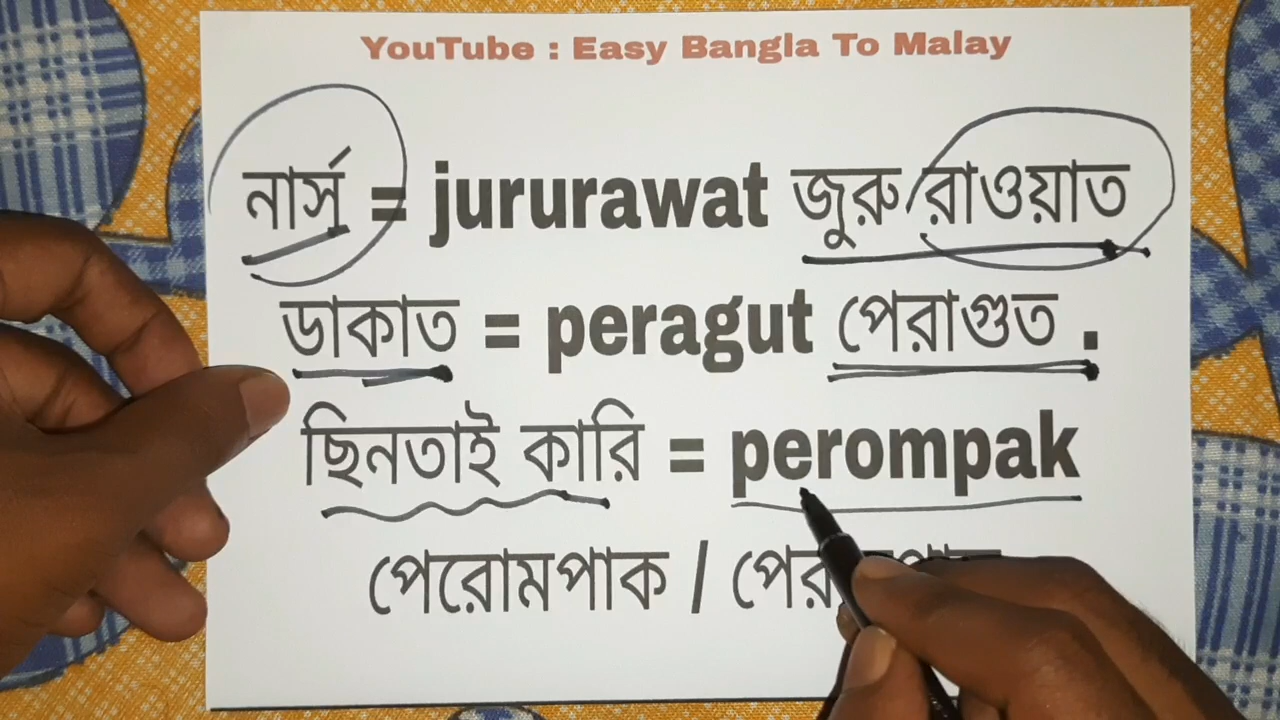 YouTube : Easy Bangla To Malay
নার্স = jururawat জুরু/রাওয়াত
ডাকাত = peragut পেরাগুত .
ছিনতাই কারি = perompak
পেরোমপাক /